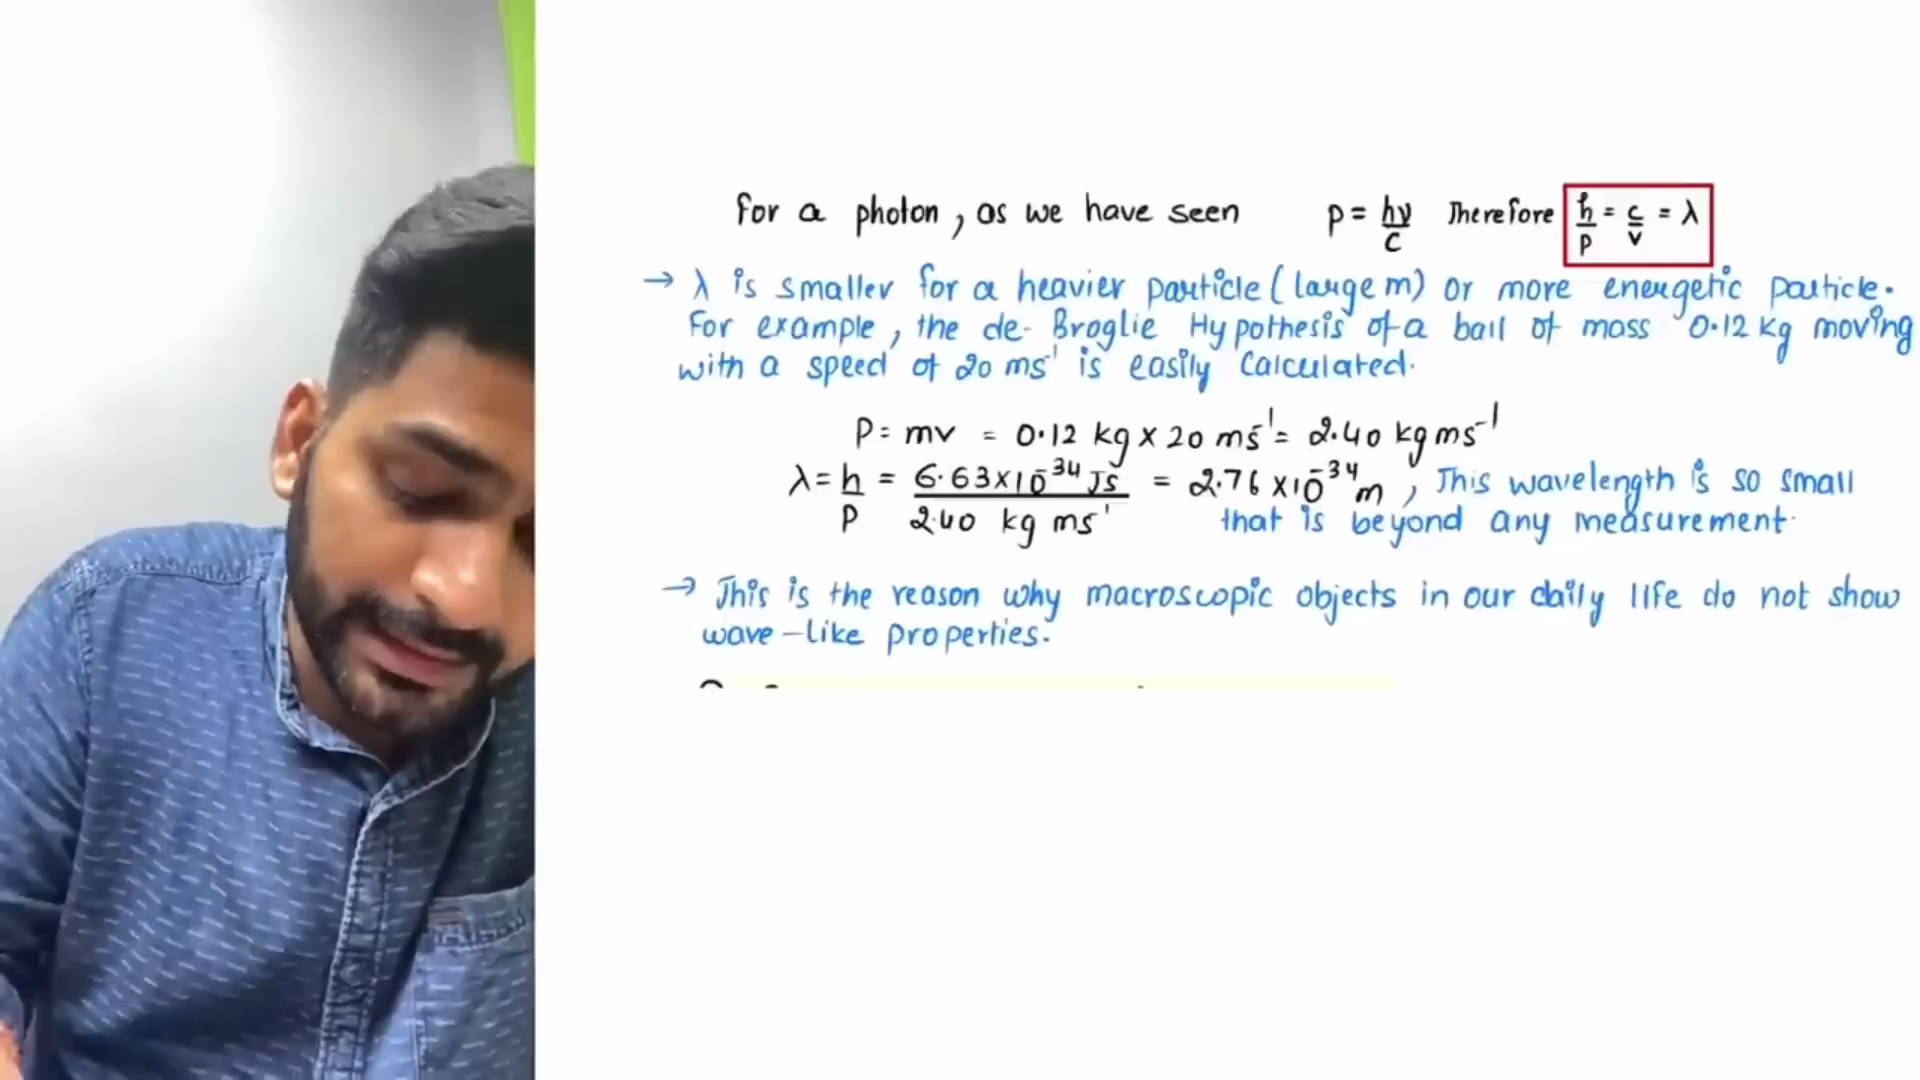 For a photon, as we have seen p = hν/c Therefore h/p = c/ν = λ
→ λ is smaller for a heavier particle (large m) or more energetic particle.
For example, the de-Broglie Hypothesis of a ball of mass 0.12 kg moving
with a speed of 20 ms⁻¹ is easily calculated.
P = mv = 0.12 kg × 20 ms⁻¹ = 2.40 kg ms⁻¹
λ = h/P = 6.63×10⁻³⁴ Js / 2.40 kg ms⁻¹ = 2.76 ×10⁻³⁴ m, This wavelength is so small
that is beyond any measurement.
→ This is the reason why macroscopic objects in our daily life do not show
wave-like properties.